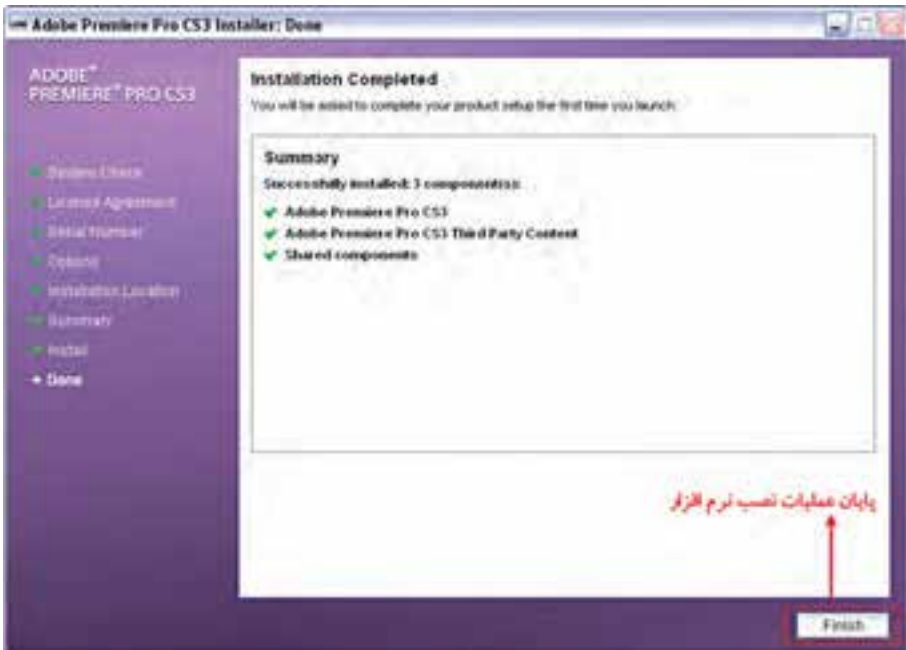 Adobe Premiere Pro CS3 Installer: Done
ADOBE®
PREMIERE® PRO CS3
System Check
License Agreement
Serial Number
Options
Installation Location
Summary
Install
Done
Installation Completed
You will be asked to complete your product setup the first time you launch.
Summary
Successfully installed: 3 component(s):
Adobe Premiere Pro CS3
Adobe Premiere Pro CS3 Third Party Content
Shared components
پایان عملیات نصب نرم افزار
Finish